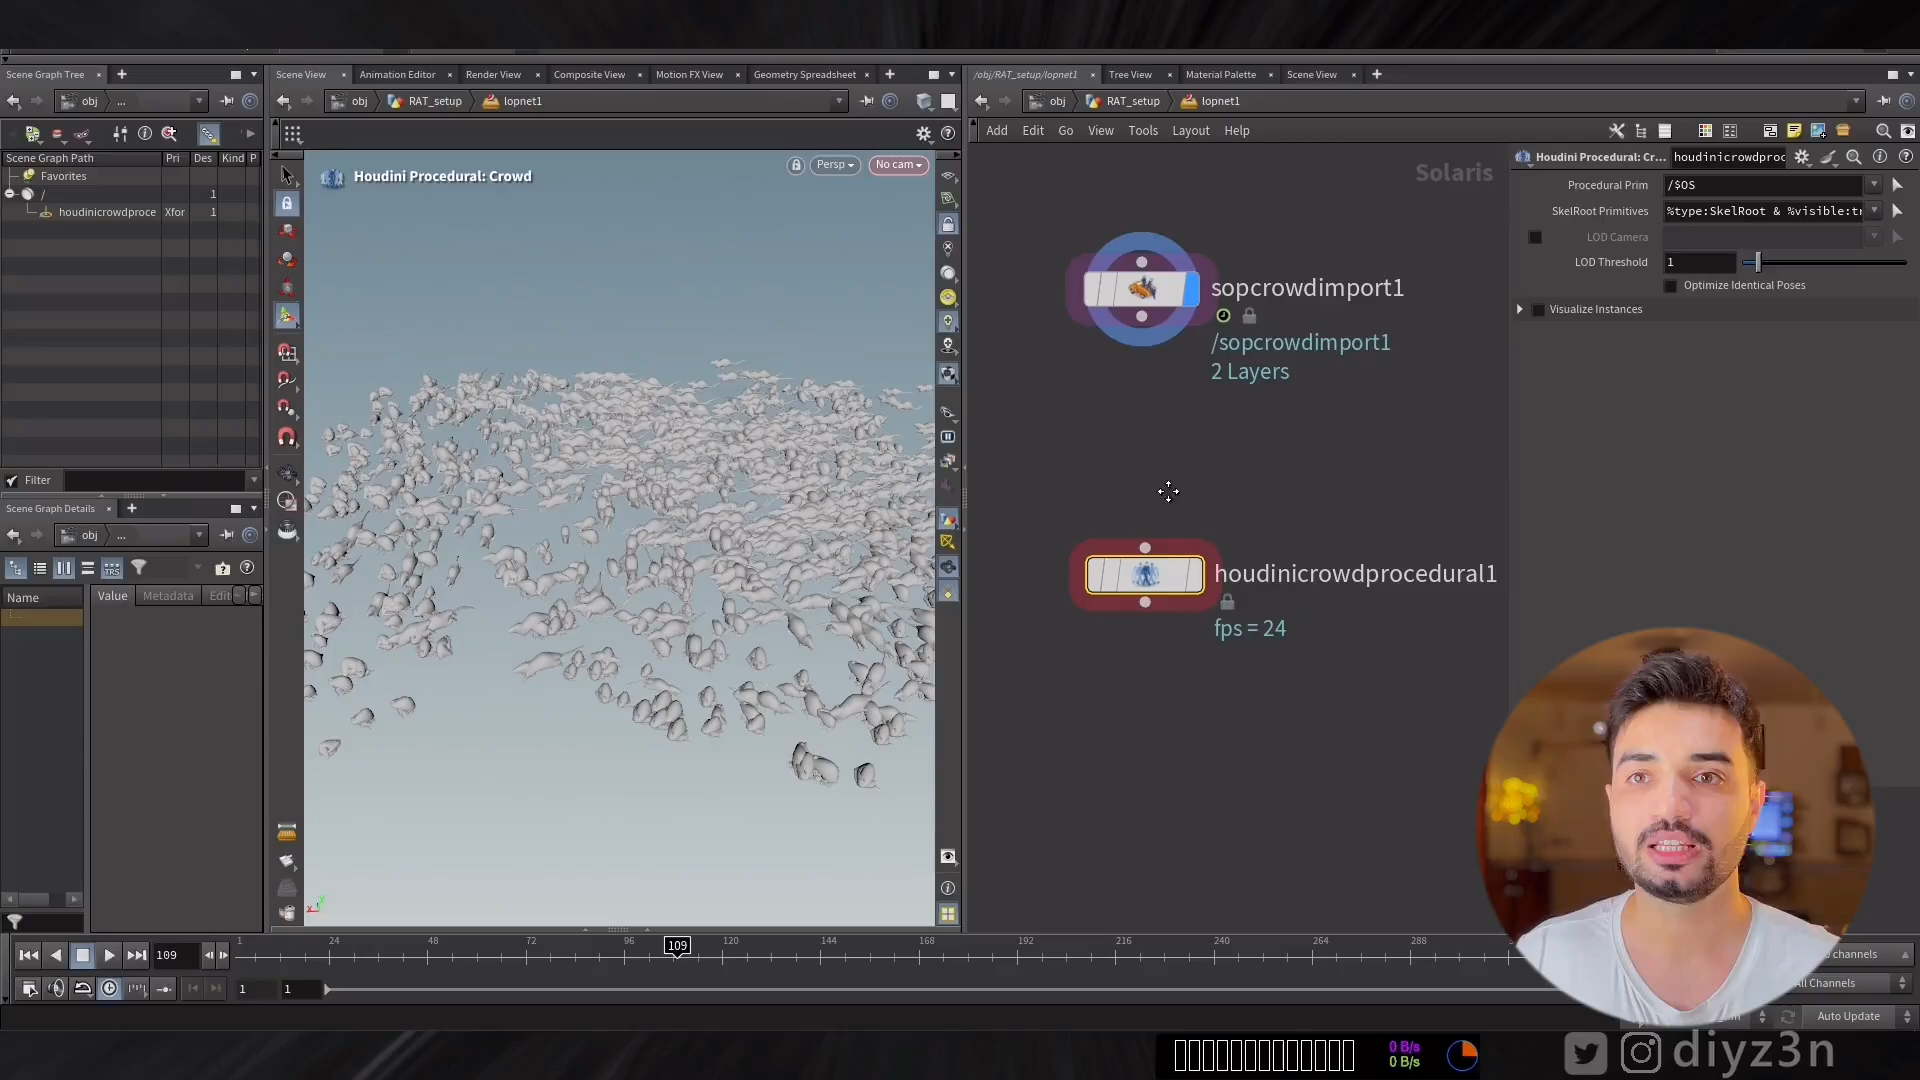 Scene Graph Tree
Scene View
Animation Editor
Render View
Composite View
Motion FX View
Geometry Spreadsheet
/obj/RAT_setup/lopnet1
Tree View
Material Palette
Scene View
obj
...
obj
RAT_setup
lopnet1
obj
RAT_setup
lopnet1
Add
Edit
Go
View
Tools
Layout
Help
Scene Graph Path
Pri
Des
Kind
P
Favorites
/
1
houdinicrowdproce
Xfor
1
Filter
Houdini Procedural: Crowd
Persp
No cam
Solaris
sopcrowdimport1
/sopcrowdimport1
2 Layers
houdinicrowdprocedural1
fps = 24
Houdini Procedural: Cr...
houdinicrowdproc
Procedural Prim
/$OS
SkelRoot Primitives
%type:SkelRoot & %visible:tr
LOD Camera
LOD Threshold
1
Optimize Identical Poses
Visualize Instances
Scene Graph Details
obj
...
Name
Value
Metadata
Edit
109
1
24
48
72
96
109
120
144
168
192
216
240
264
288
1
1
channels
All Channels
Auto Update
0 B/s
0 B/s
diyz3n